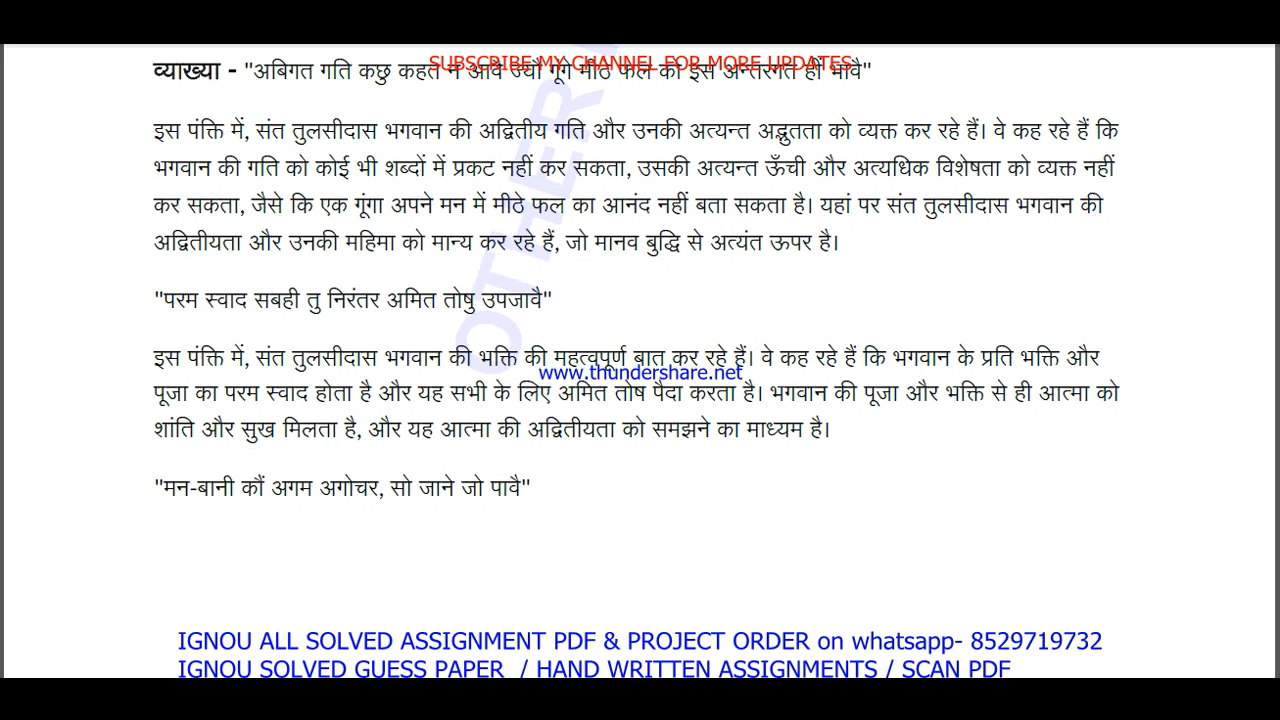 SUBSCRIBE MY CHANNEL FOR MORE UPDATES
व्याख्या - "अबिगत गति कछु कहत न आवै ज्यौं गूंगे मीठे फल कौ इस अन्तरगत हीं भावै"
इस पंक्ति में, संत तुलसीदास भगवान की अद्वितीय गति और उनकी अत्यन्त अद्भुतता को व्यक्त कर रहे हैं। वे कह रहे हैं कि
भगवान की गति को कोई भी शब्दों में प्रकट नहीं कर सकता, उसकी अत्यन्त ऊँची और अत्यधिक विशेषता को व्यक्त नहीं
कर सकता, जैसे कि एक गूंगा अपने मन में मीठे फल का आनंद नहीं बता सकता है। यहां पर संत तुलसीदास भगवान की
अद्वितीयता और उनकी महिमा को मान्य कर रहे हैं, जो मानव बुद्धि से अत्यंत ऊपर है।
"परम स्वाद सबही तु निरंतर अमित तोषु उपजावै"
इस पंक्ति में, संत तुलसीदास भगवान की भक्ति की महत्वपूर्ण बात कर रहे हैं। वे कह रहे हैं कि भगवान के प्रति भक्ति और
www.thundershare.net
पूजा का परम स्वाद होता है और यह सभी के लिए अमित तोष पैदा करता है। भगवान की पूजा और भक्ति से ही आत्मा को
शांति और सुख मिलता है, और यह आत्मा की अद्वितीयता को समझने का माध्यम है।
"मन-बानी कौं अगम अगोचर, सो जाने जो पावै"
OTHER
IGNOU ALL SOLVED ASSIGNMENT PDF & PROJECT ORDER on whatsapp- 8529719732
IGNOU SOLVED GUESS PAPER / HAND WRITTEN ASSIGNMENTS / SCAN PDF